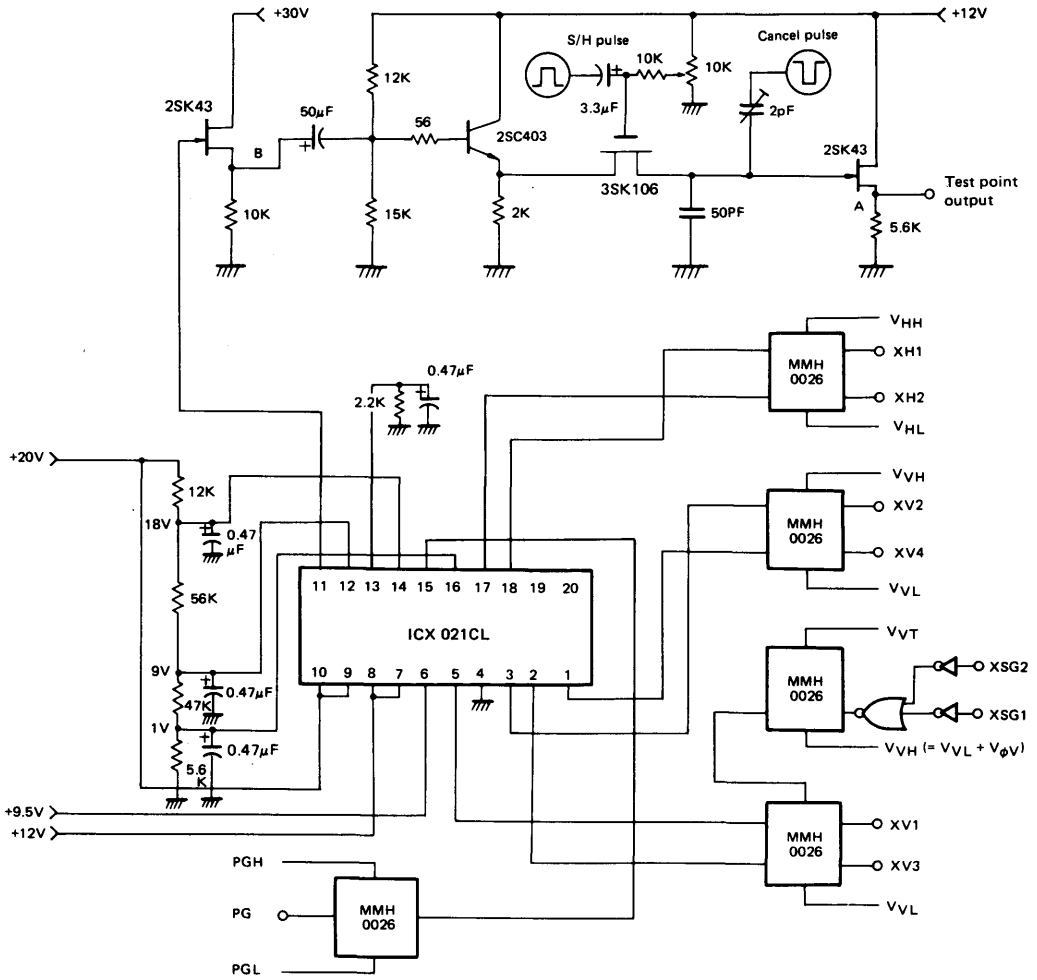 +30V
+12V
S/H pulse
Cancel pulse
10K
10K
12K
3.3µF
2pF
2SK43
50µF
56
2SC403
2SK43
B
3SK106
A
Test point
output
10K
15K
2K
50PF
5.6K
VHH
MMH
0026
XH1
XH2
VHL
0.47µF
2.2K
+20V
12K
18V
0.47
µF
VVH
MMH
0026
XV2
XV4
VVL
11 12 13 14 15 16 17 18 19 20
56K
ICX 021CL
10 9 8 7 6 5 4 3 2 1
VVT
MMH
0026
XSG2
XSG1
VVH (= VVL + VϕV)
9V
0.47µF
47K
1V
0.47µF
5.6
K
+9.5V
+12V
MMH
0026
XV1
XV3
VVL
PGH
PG
MMH
0026
PGL